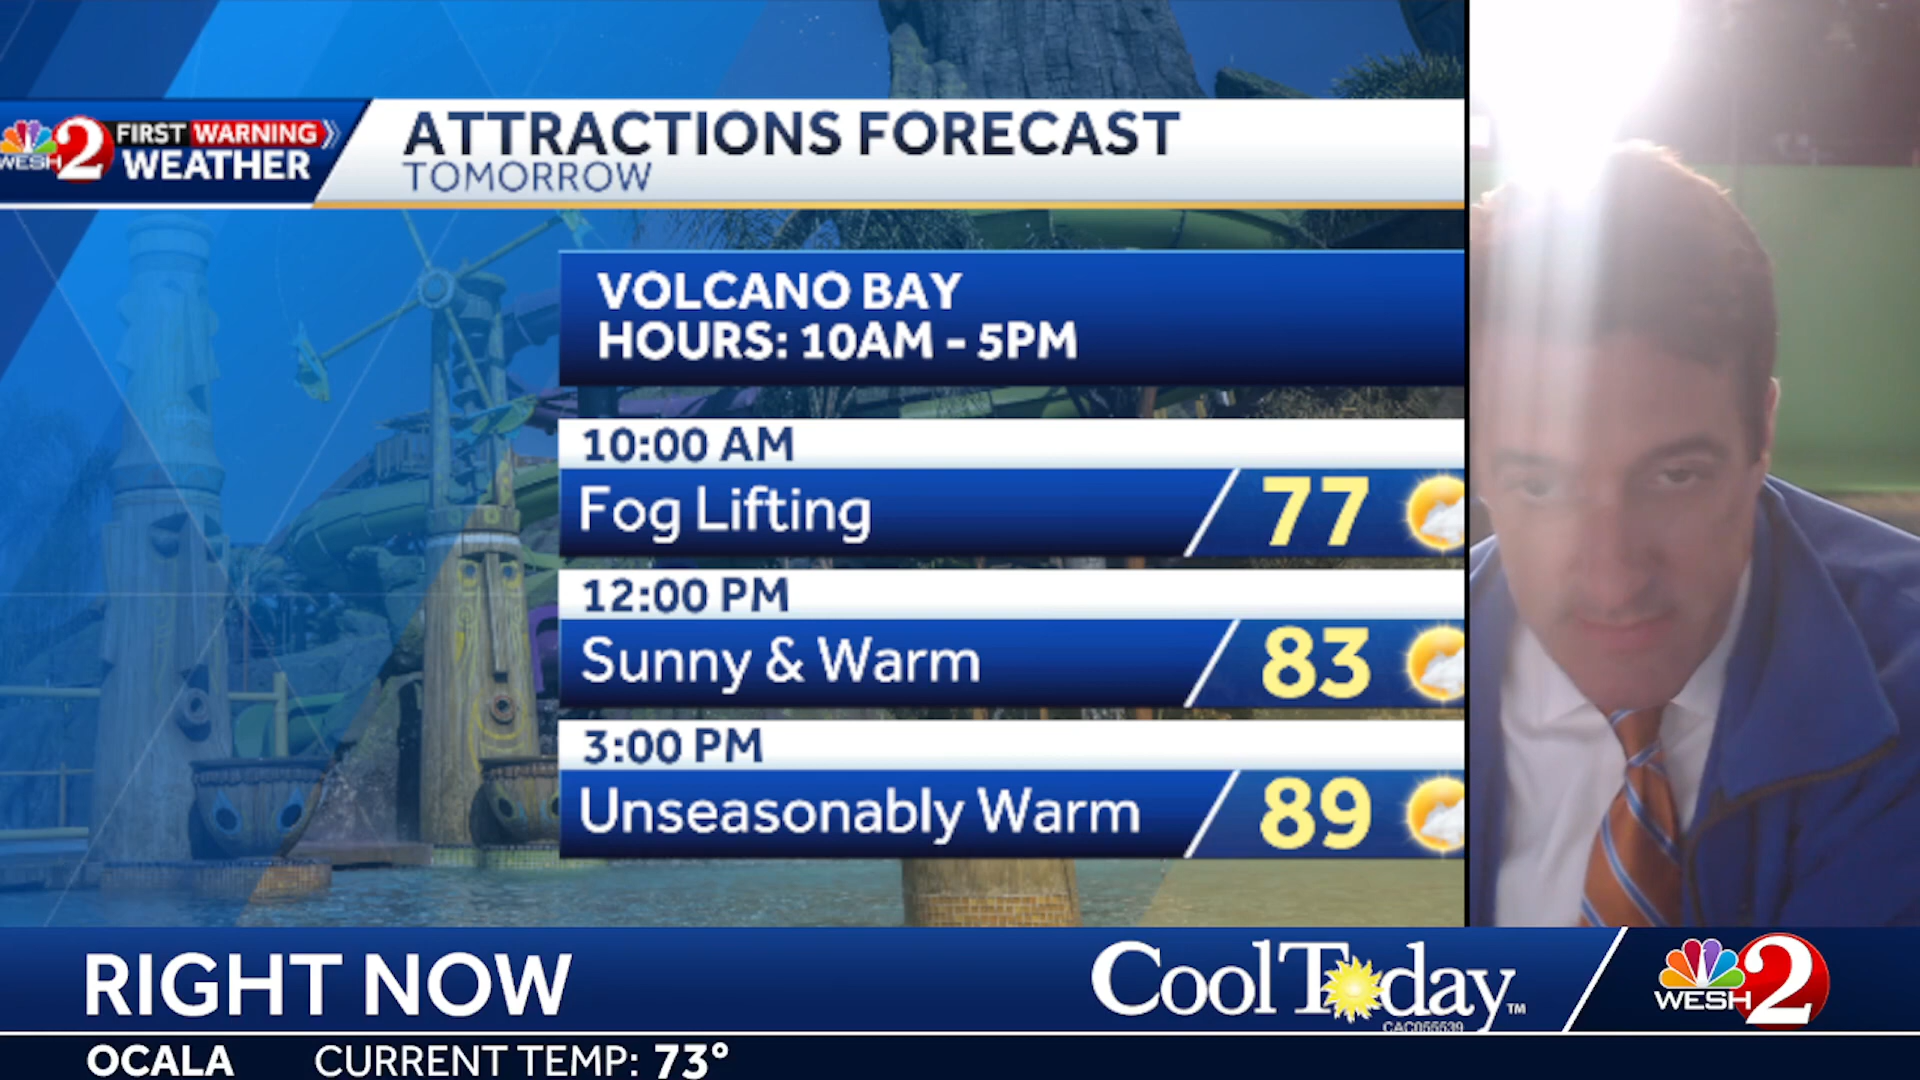 WESH 2 FIRST WARNING
WEATHER
ATTRACTIONS FORECAST
TOMORROW
VOLCANO BAY
HOURS: 10AM - 5PM
10:00 AM
Fog Lifting 77
12:00 PM
Sunny & Warm 83
3:00 PM
Unseasonably Warm 89
RIGHT NOW
CoolToday™
CAC055539
WESH 2
OCALA CURRENT TEMP: 73°